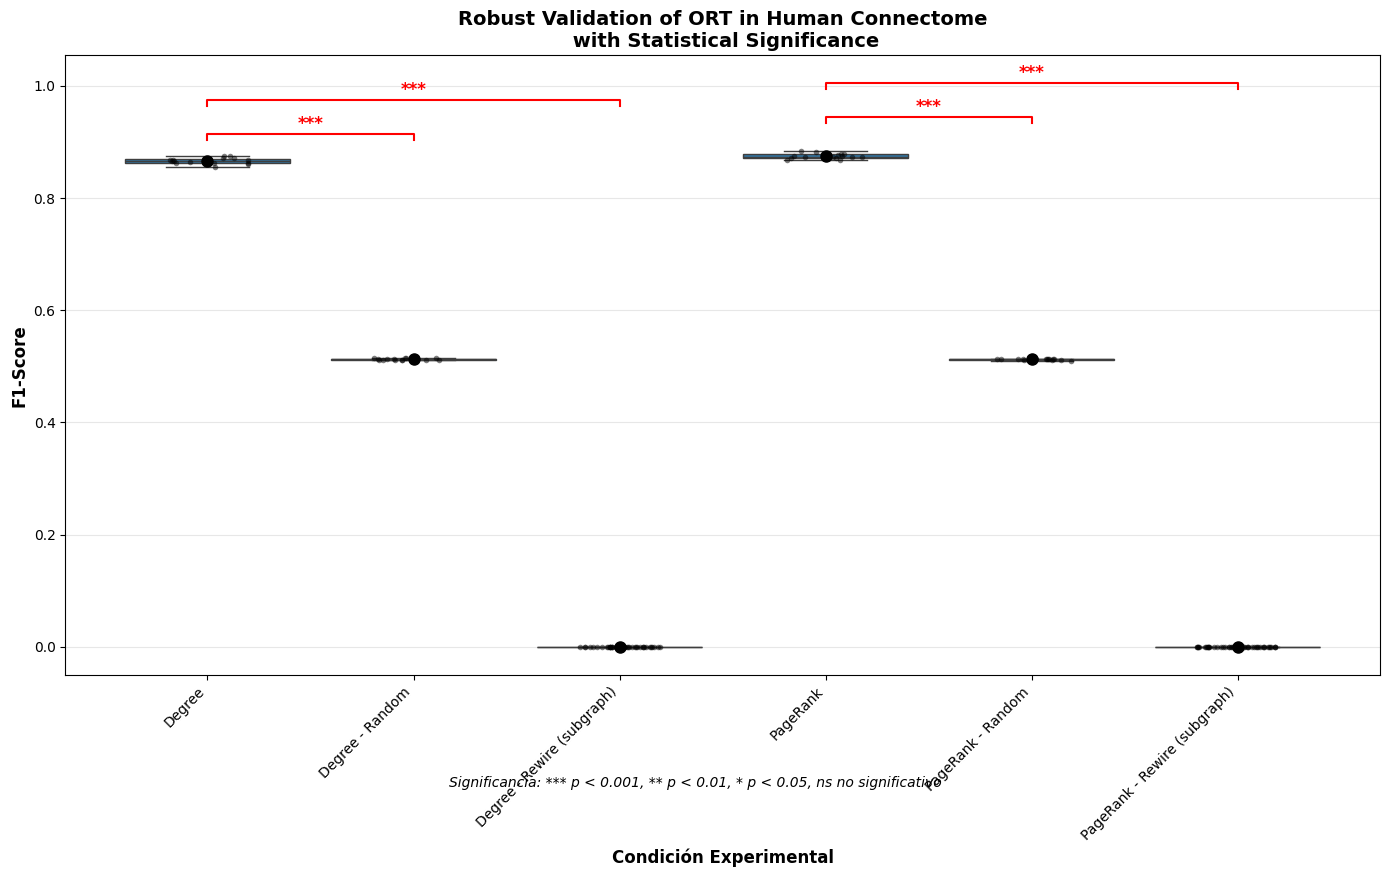 Robust Validation of ORT in Human Connectome
with Statistical Significance
F1-Score
1.0
0.8
0.6
0.4
0.2
0.0
***
***
***
***
Degree
Degree - Random
Degree - Rewire (subgraph)
PageRank
PageRank - Random
PageRank - Rewire (subgraph)
Significancia: *** p < 0.001, ** p < 0.01, * p < 0.05, ns no significativo
Condición Experimental